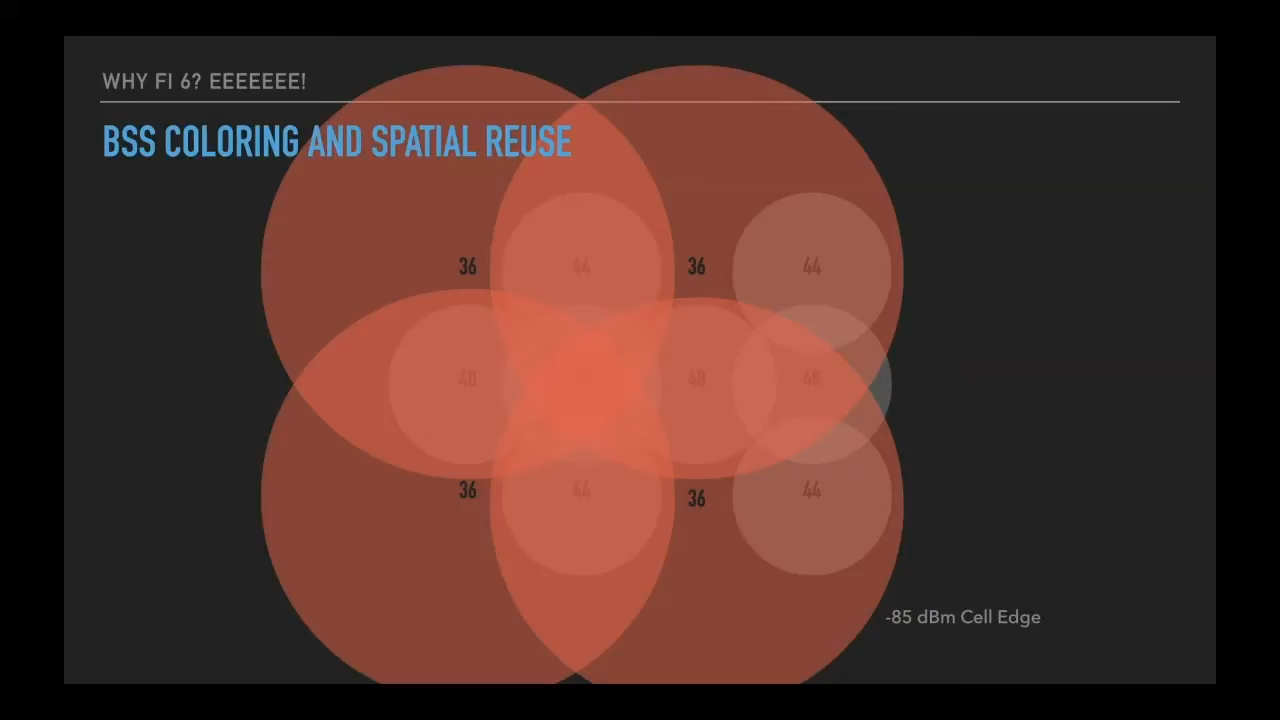 WHY FI 6? EEEEEEE!
BSS COLORING AND SPATIAL REUSE
36 44 36 44
40 40 48
36 44 36 44
-85 dBm Cell Edge